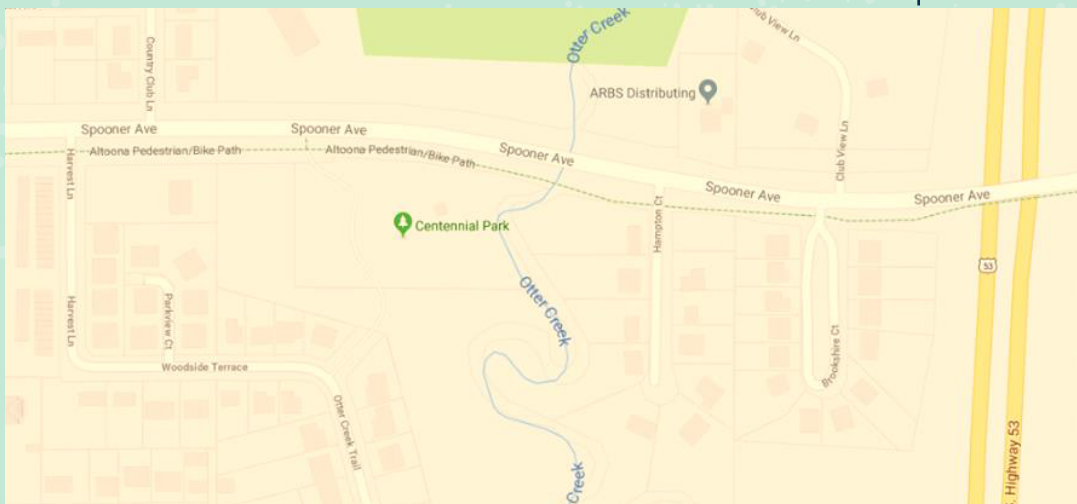 Otter Creek
Club View Ln
Country Club Ln
ARBS Distributing
Spooner Ave
Spooner Ave
Spooner Ave
Spooner Ave
Spooner Ave
Altoona Pedestrian/Bike Path
Altoona Pedestrian/Bike Path
Club View Ln
Harvest Ln
Hampton Ct
Centennial Park
53
Otter Creek
Harvest Ln
Parkview Ct
Woodside Terrace
Brookshire Ct
Otter Creek Trail
Creek
Highway 53